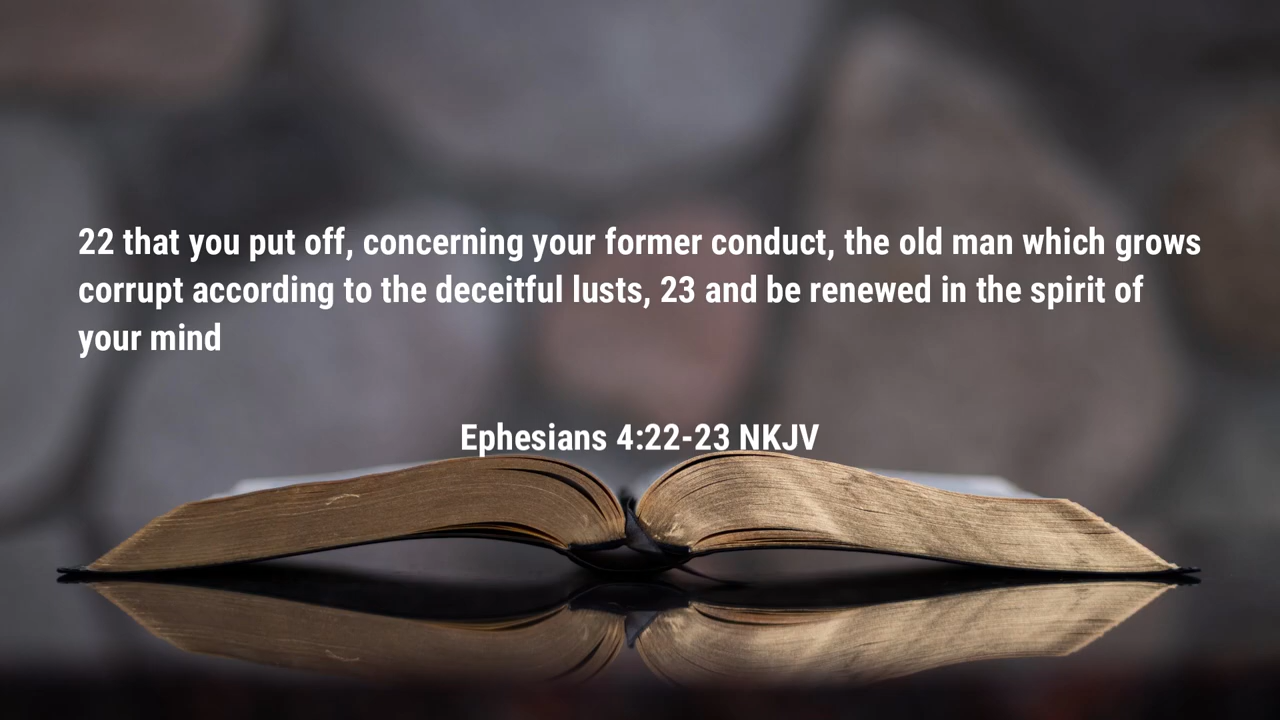 22 that you put off, concerning your former conduct, the old man which grows
corrupt according to the deceitful lusts, 23 and be renewed in the spirit of
your mind
Ephesians 4:22-23 NKJV